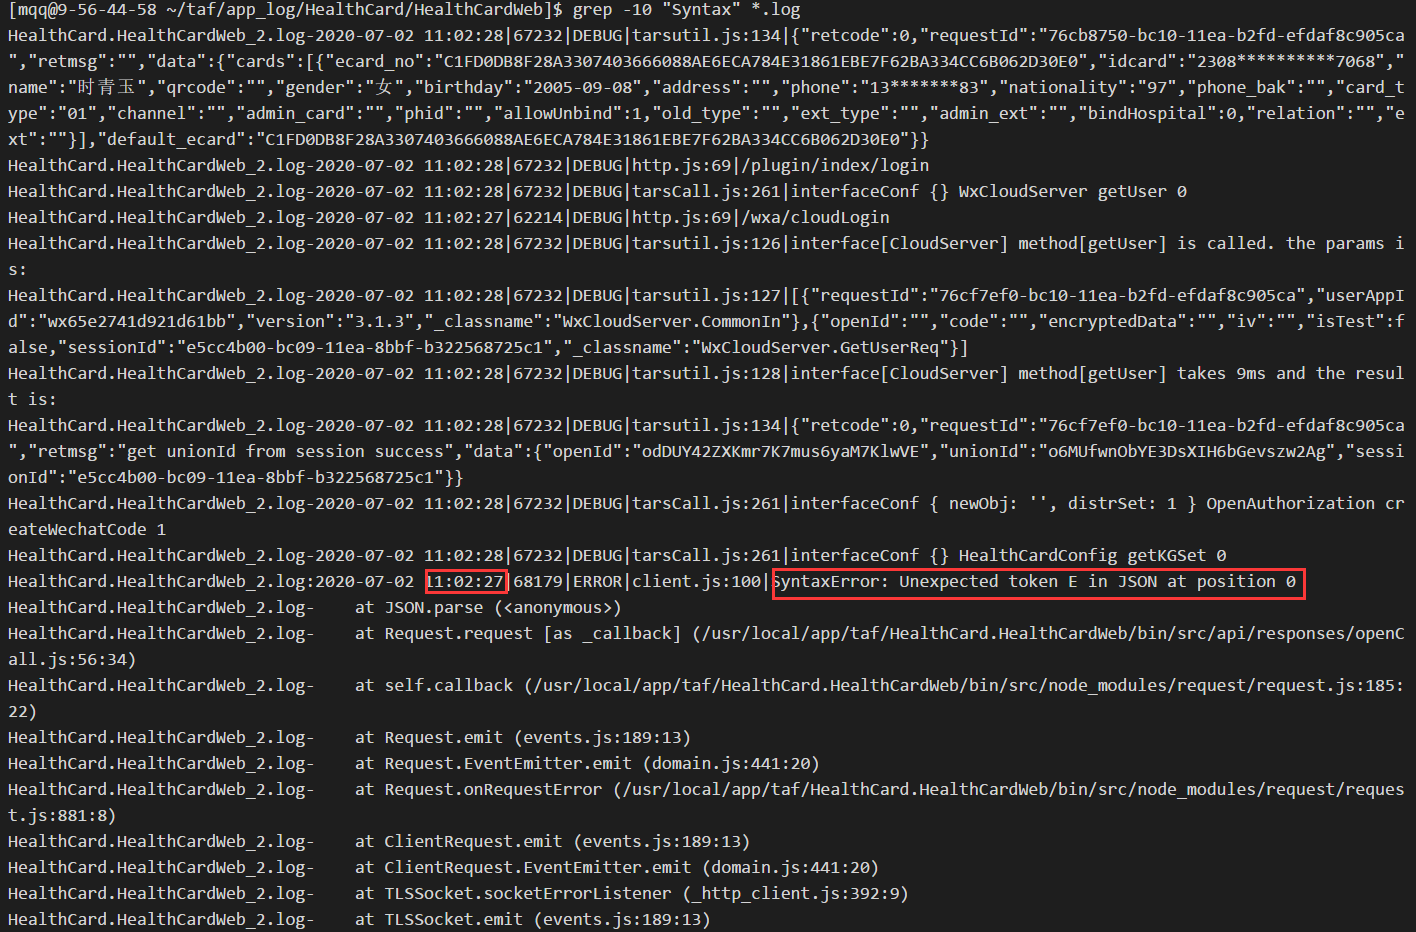 [mqq@9-56-44-58 ~/taf/app_log/HealthCard/HealthCardWeb]$ grep -10 "Syntax" *.log
HealthCard.HealthCardWeb_2.log-2020-07-02 11:02:28|67232|DEBUG|tarsutil.js:134|{"retcode":0,"requestId":"76cb8750-bc10-11ea-b2fd-efdaf8c905ca
","retmsg":"","data":{"cards":[{"ecard_no":"C1FD0DB8F28A3307403666088AE6ECA784E31861EBE7F62BA334CC6B062D30E0","idcard":"2308**********7068","
name":"时青玉","qrcode":"","gender":"女","birthday":"2005-09-08","address":"","phone":"13*******83","nationality":"97","phone_bak":"","card_t
ype":"01","channel":"","admin_card":"","phid":"","allowUnbind":1,"old_type":"","ext_type":"","admin_ext":"","bindHospital":0,"relation":"","e
xt":""}],"default_ecard":"C1FD0DB8F28A3307403666088AE6ECA784E31861EBE7F62BA334CC6B062D30E0"}}
HealthCard.HealthCardWeb_2.log-2020-07-02 11:02:28|67232|DEBUG|http.js:69|/plugin/index/login
HealthCard.HealthCardWeb_2.log-2020-07-02 11:02:28|67232|DEBUG|tarsCall.js:261|interfaceConf {} WxCloudServer getUser 0
HealthCard.HealthCardWeb_2.log-2020-07-02 11:02:27|62214|DEBUG|http.js:69|/wxa/cloudLogin
HealthCard.HealthCardWeb_2.log-2020-07-02 11:02:28|67232|DEBUG|tarsutil.js:126|interface[CloudServer] method[getUser] is called. the params i
s:
HealthCard.HealthCardWeb_2.log-2020-07-02 11:02:28|67232|DEBUG|tarsutil.js:127|[{"requestId":"76cf7ef0-bc10-11ea-b2fd-efdaf8c905ca","userAppI
d":"wx65e2741d921d61bb","version":"3.1.3","_classname":"WxCloudServer.CommonIn"},{"openId":"","code":"","encryptedData":"","iv":"","isTest":f
alse,"sessionId":"e5cc4b00-bc09-11ea-8bbf-b322568725c1","_classname":"WxCloudServer.GetUserReq"}]
HealthCard.HealthCardWeb_2.log-2020-07-02 11:02:28|67232|DEBUG|tarsutil.js:128|interface[CloudServer] method[getUser] takes 9ms and the resul
t is:
HealthCard.HealthCardWeb_2.log-2020-07-02 11:02:28|67232|DEBUG|tarsutil.js:134|{"retcode":0,"requestId":"76cf7ef0-bc10-11ea-b2fd-efdaf8c905ca
","retmsg":"get unionId from session success","data":{"openId":"odDUY42ZXKmr7K7mus6yaM7KlwVE","unionId":"o6MUfwnObYE3DsXIH6bGevszw2Ag","sessi
onId":"e5cc4b00-bc09-11ea-8bbf-b322568725c1"}}
HealthCard.HealthCardWeb_2.log-2020-07-02 11:02:28|67232|DEBUG|tarsCall.js:261|interfaceConf { newObj: '', distrSet: 1 } OpenAuthorization cr
eateWechatCode 1
HealthCard.HealthCardWeb_2.log-2020-07-02 11:02:28|67232|DEBUG|tarsCall.js:261|interfaceConf {} HealthCardConfig getKGSet 0
HealthCard.HealthCardWeb_2.log:2020-07-02 11:02:27|68179|ERROR|client.js:100|SyntaxError: Unexpected token E in JSON at position 0
HealthCard.HealthCardWeb_2.log-    at JSON.parse (<anonymous>)
HealthCard.HealthCardWeb_2.log-    at Request.request [as _callback] (/usr/local/app/taf/HealthCard.HealthCardWeb/bin/src/api/responses/openC
all.js:56:34)
HealthCard.HealthCardWeb_2.log-    at self.callback (/usr/local/app/taf/HealthCard.HealthCardWeb/bin/src/node_modules/request/request.js:185:
22)
HealthCard.HealthCardWeb_2.log-    at Request.emit (events.js:189:13)
HealthCard.HealthCardWeb_2.log-    at Request.EventEmitter.emit (domain.js:441:20)
HealthCard.HealthCardWeb_2.log-    at Request.onRequestError (/usr/local/app/taf/HealthCard.HealthCardWeb/bin/src/node_modules/request/reques
t.js:881:8)
HealthCard.HealthCardWeb_2.log-    at ClientRequest.emit (events.js:189:13)
HealthCard.HealthCardWeb_2.log-    at ClientRequest.EventEmitter.emit (domain.js:441:20)
HealthCard.HealthCardWeb_2.log-    at TLSSocket.socketErrorListener (_http_client.js:392:9)
HealthCard.HealthCardWeb_2.log-    at TLSSocket.emit (events.js:189:13)